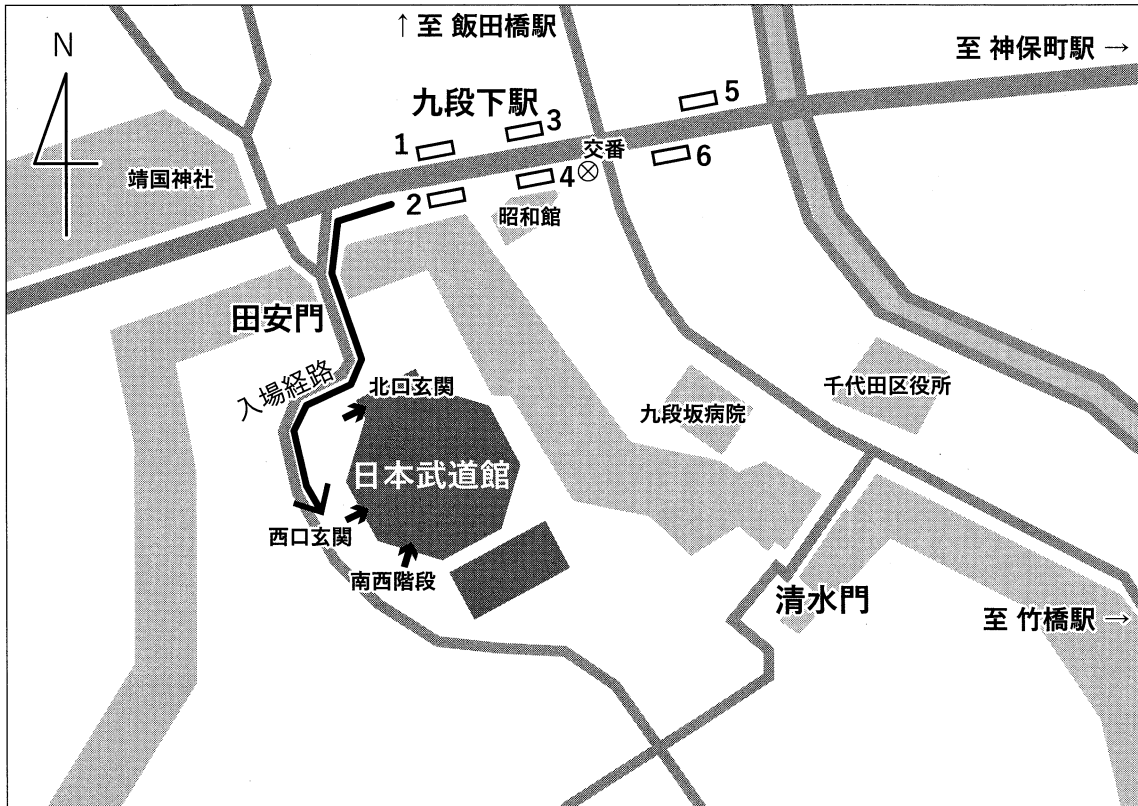 N
↑至 飯田橋駅
至 神保町駅 →
九段下駅
1
3
5
交番
2
4
6
靖国神社
昭和館
田安門
入場経路
北口玄関
千代田区役所
九段坂病院
日本武道館
西口玄関
南西階段
清水門
至 竹橋駅 →